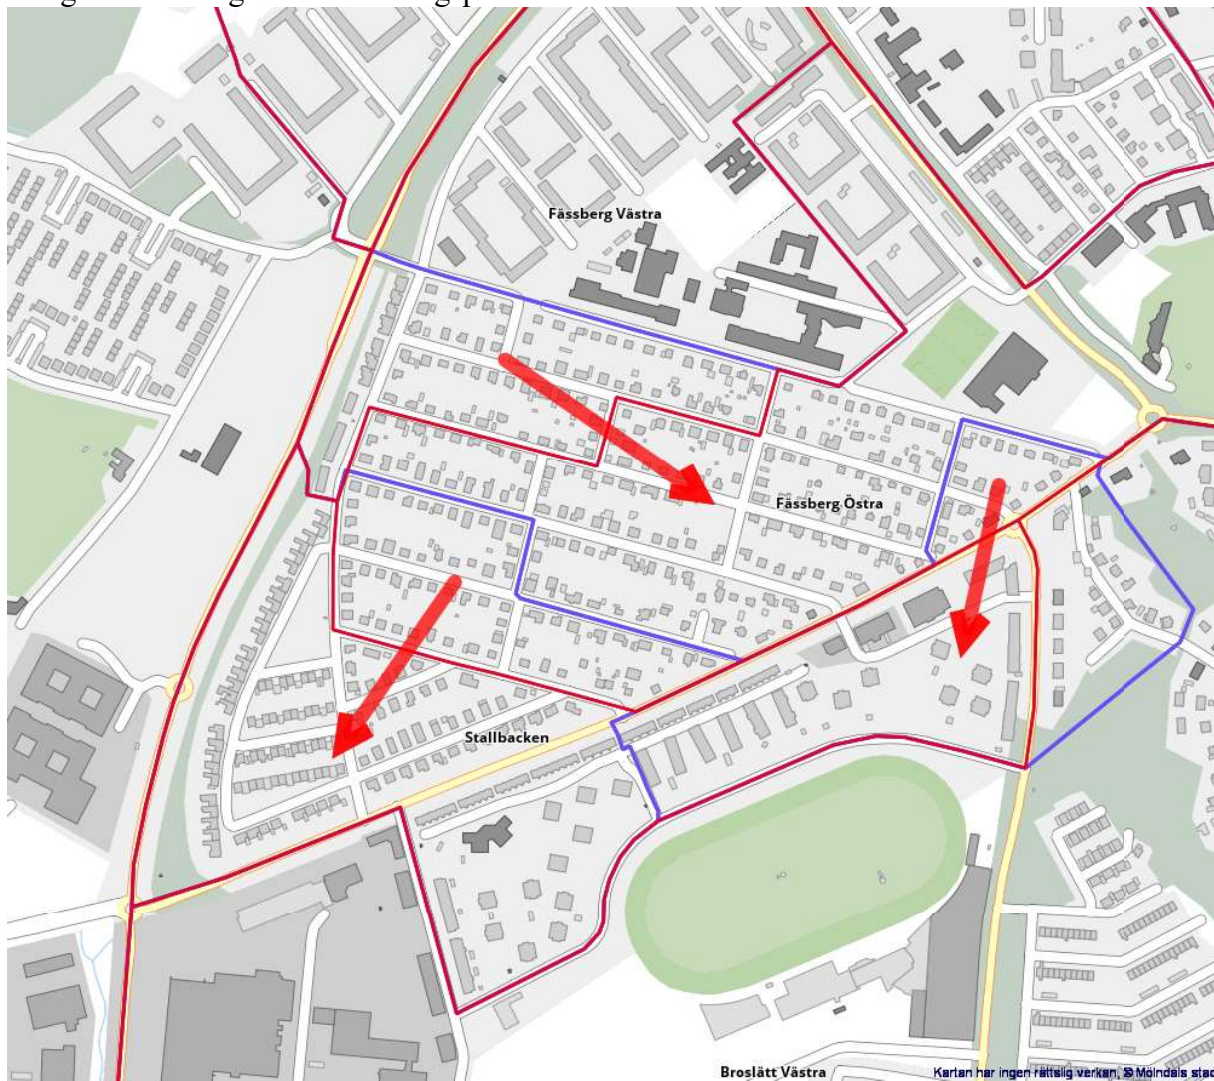 Fässberg Västra
Fässberg Östra
Stallbacken
Broslätt Västra
Kartan har ingen rättslig verkan, © Mölndals stad